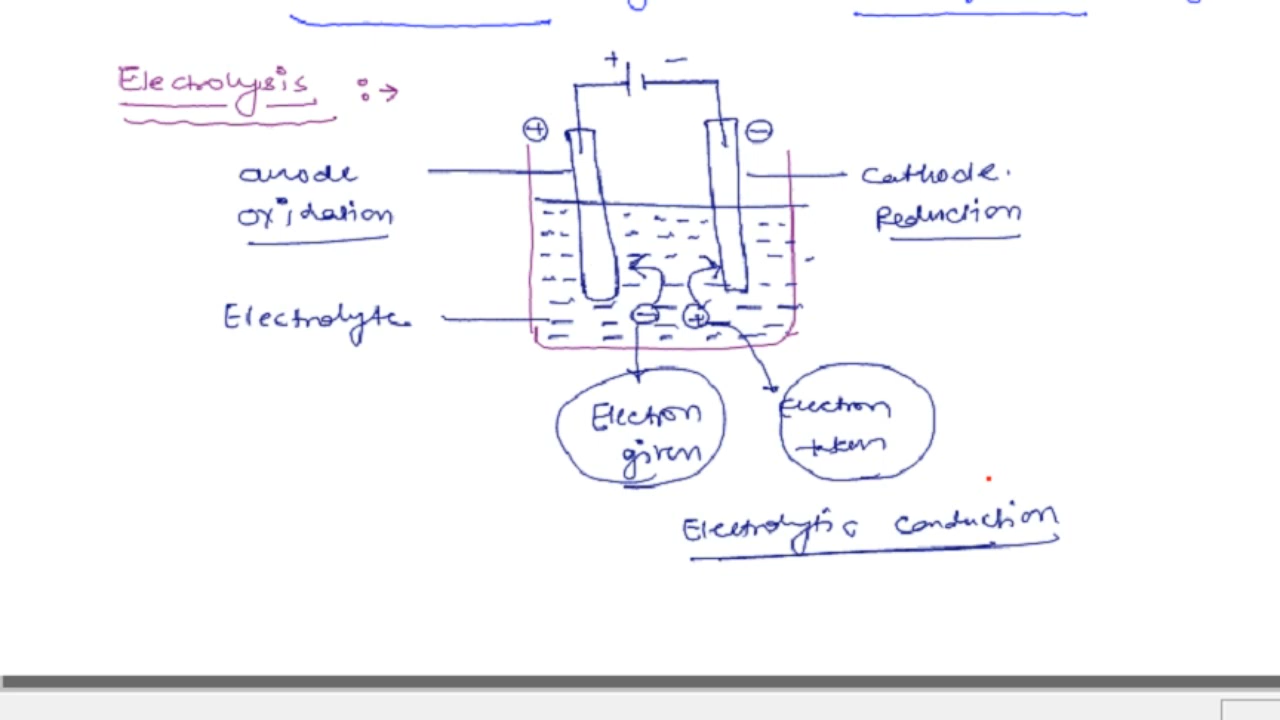 Electrolysis :→
+ −
+ −
anode
oxidation
Cathode.
Reduction
Electrolyte
− +
Electron
given
Electron
taken
Electrolytic conduction